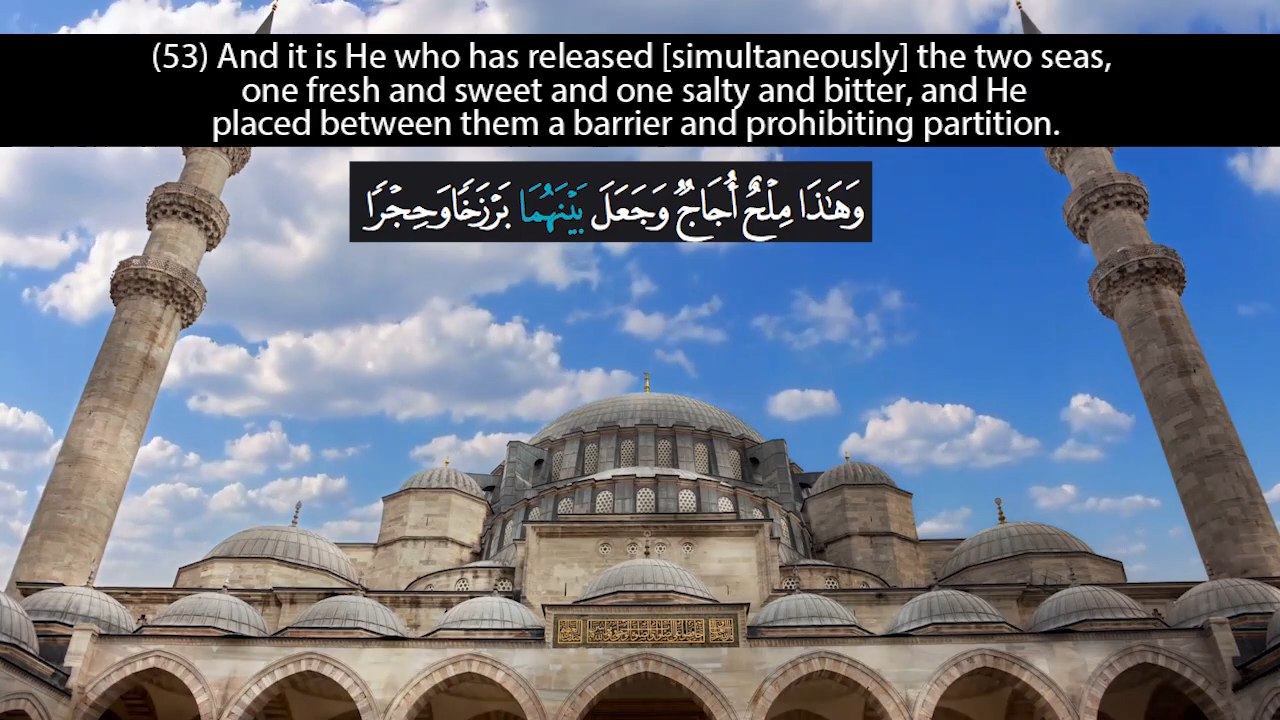 (53) And it is He who has released [simultaneously] the two seas,
one fresh and sweet and one salty and bitter, and He
placed between them a barrier and prohibiting partition.
وَهَٰذَا مِلْحٌ أُجَاجٌ وَجَعَلَ بَيْنَهُمَا بَرْزَخًا وَحِجْرًا